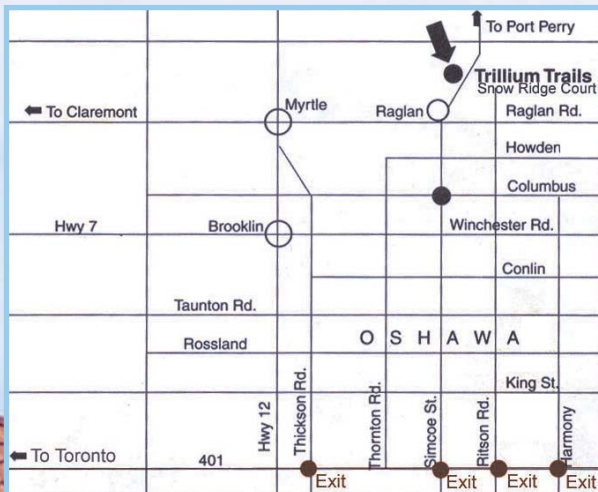 To Port Perry
Trillium Trails
Snow Ridge Court
To Claremont
Myrtle
Raglan
Raglan Rd.
Howden
Columbus
Hwy 7
Brooklin
Winchester Rd.
Conlin
Taunton Rd.
OSHAWA
Rossland
King St.
Hwy 12
Thickson Rd.
Thornton Rd.
Simcoe St.
Ritson Rd.
Harmony
To Toronto
401
Exit
Exit
Exit
Exit